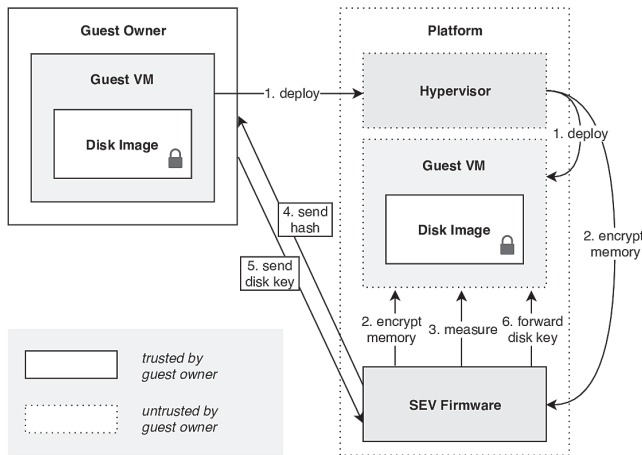 Guest Owner
Guest VM
Disk Image
1. deploy
Platform
Hypervisor
1. deploy
Guest VM
Disk Image
2. encrypt
memory
4. send
hash
5. send
disk key
2. encrypt
memory
3. measure
6. forward
disk key
SEV Firmware
trusted by
guest owner
untrusted by
guest owner